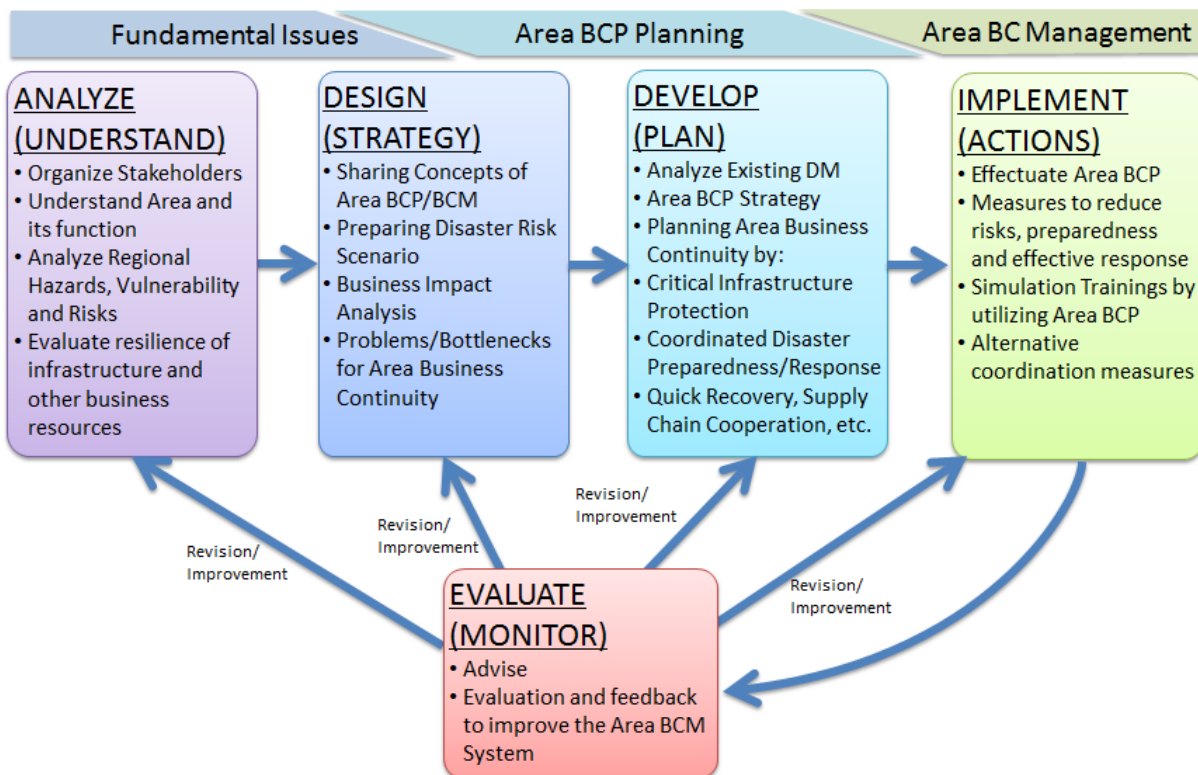 Fundamental Issues
Area BCP Planning
Area BC Management
ANALYZE
(UNDERSTAND)
• Organize Stakeholders
• Understand Area and
its function
• Analyze Regional
Hazards, Vulnerability
and Risks
• Evaluate resilience of
infrastructure and
other business
resources
DESIGN
(STRATEGY)
• Sharing Concepts of
Area BCP/BCM
• Preparing Disaster Risk
Scenario
• Business Impact
Analysis
• Problems/Bottlenecks
for Area Business
Continuity
DEVELOP
(PLAN)
• Analyze Existing DM
• Area BCP Strategy
• Planning Area Business
Continuity by:
• Critical Infrastructure
Protection
• Coordinated Disaster
Preparedness/Response
• Quick Recovery, Supply
Chain Cooperation, etc.
IMPLEMENT
(ACTIONS)
• Effectuate Area BCP
• Measures to reduce
risks, preparedness
and effective response
• Simulation Trainings by
utilizing Area BCP
• Alternative
coordination measures
Revision/
Improvement
Revision/
Improvement
Revision/
Improvement
Revision/
Improvement
EVALUATE
(MONITOR)
• Advise
• Evaluation and feedback
to improve the Area BCM
System